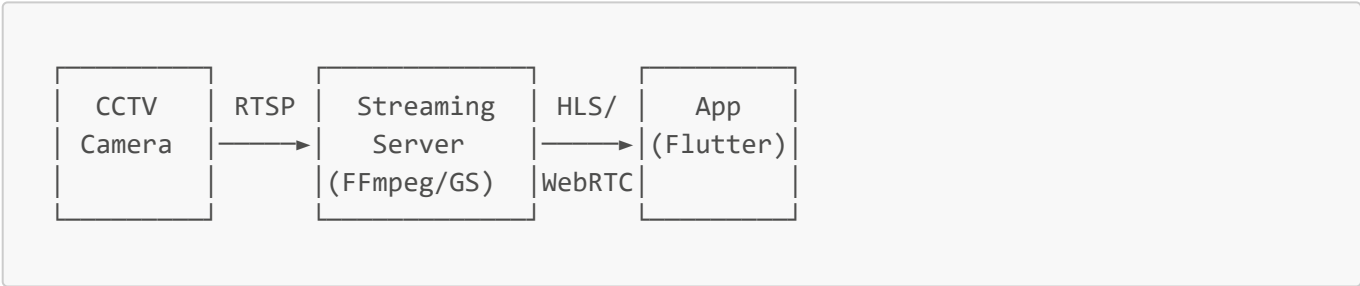 CCTV RTSP Streaming HLS/ App
Camera Server (Flutter)
(FFmpeg/GS) WebRTC